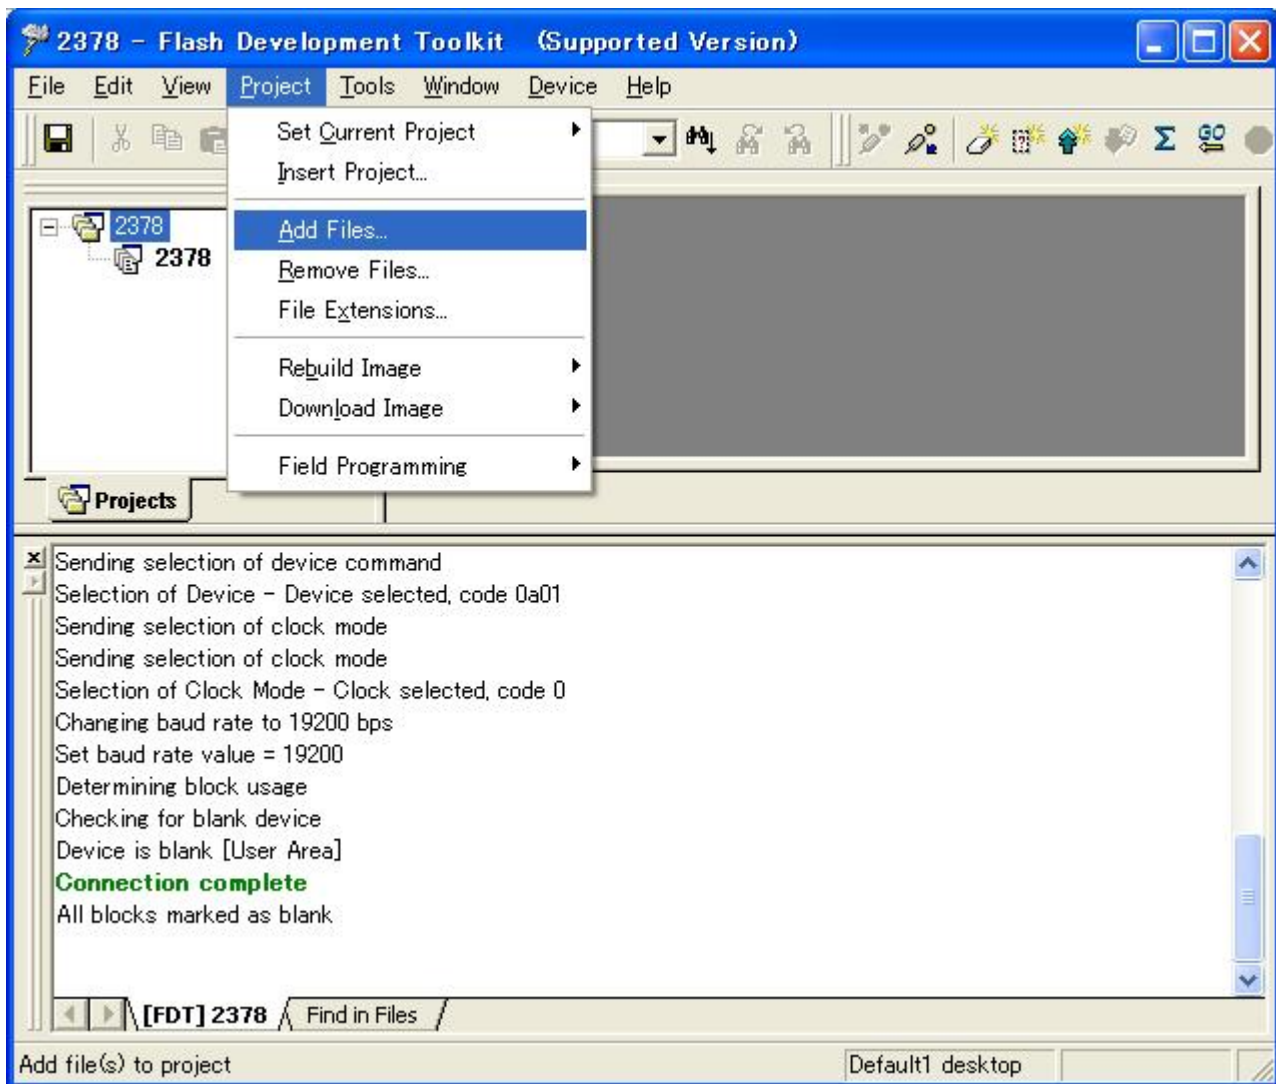 2378 - Flash Development Toolkit (Supported Version)
File Edit View Project Tools Window Device Help
Set Current Project
Insert Project...
Add Files...
Remove Files...
File Extensions...
Rebuild Image
Download Image
Field Programming
GO
2378
2378
Projects
Sending selection of device command
Selection of Device - Device selected, code 0a01
Sending selection of clock mode
Sending selection of clock mode
Selection of Clock Mode - Clock selected, code 0
Changing baud rate to 19200 bps
Set baud rate value = 19200
Determining block usage
Checking for blank device
Device is blank [User Area]
Connection complete
All blocks marked as blank
[FDT] 2378 Find in Files
Add file(s) to project Default1 desktop